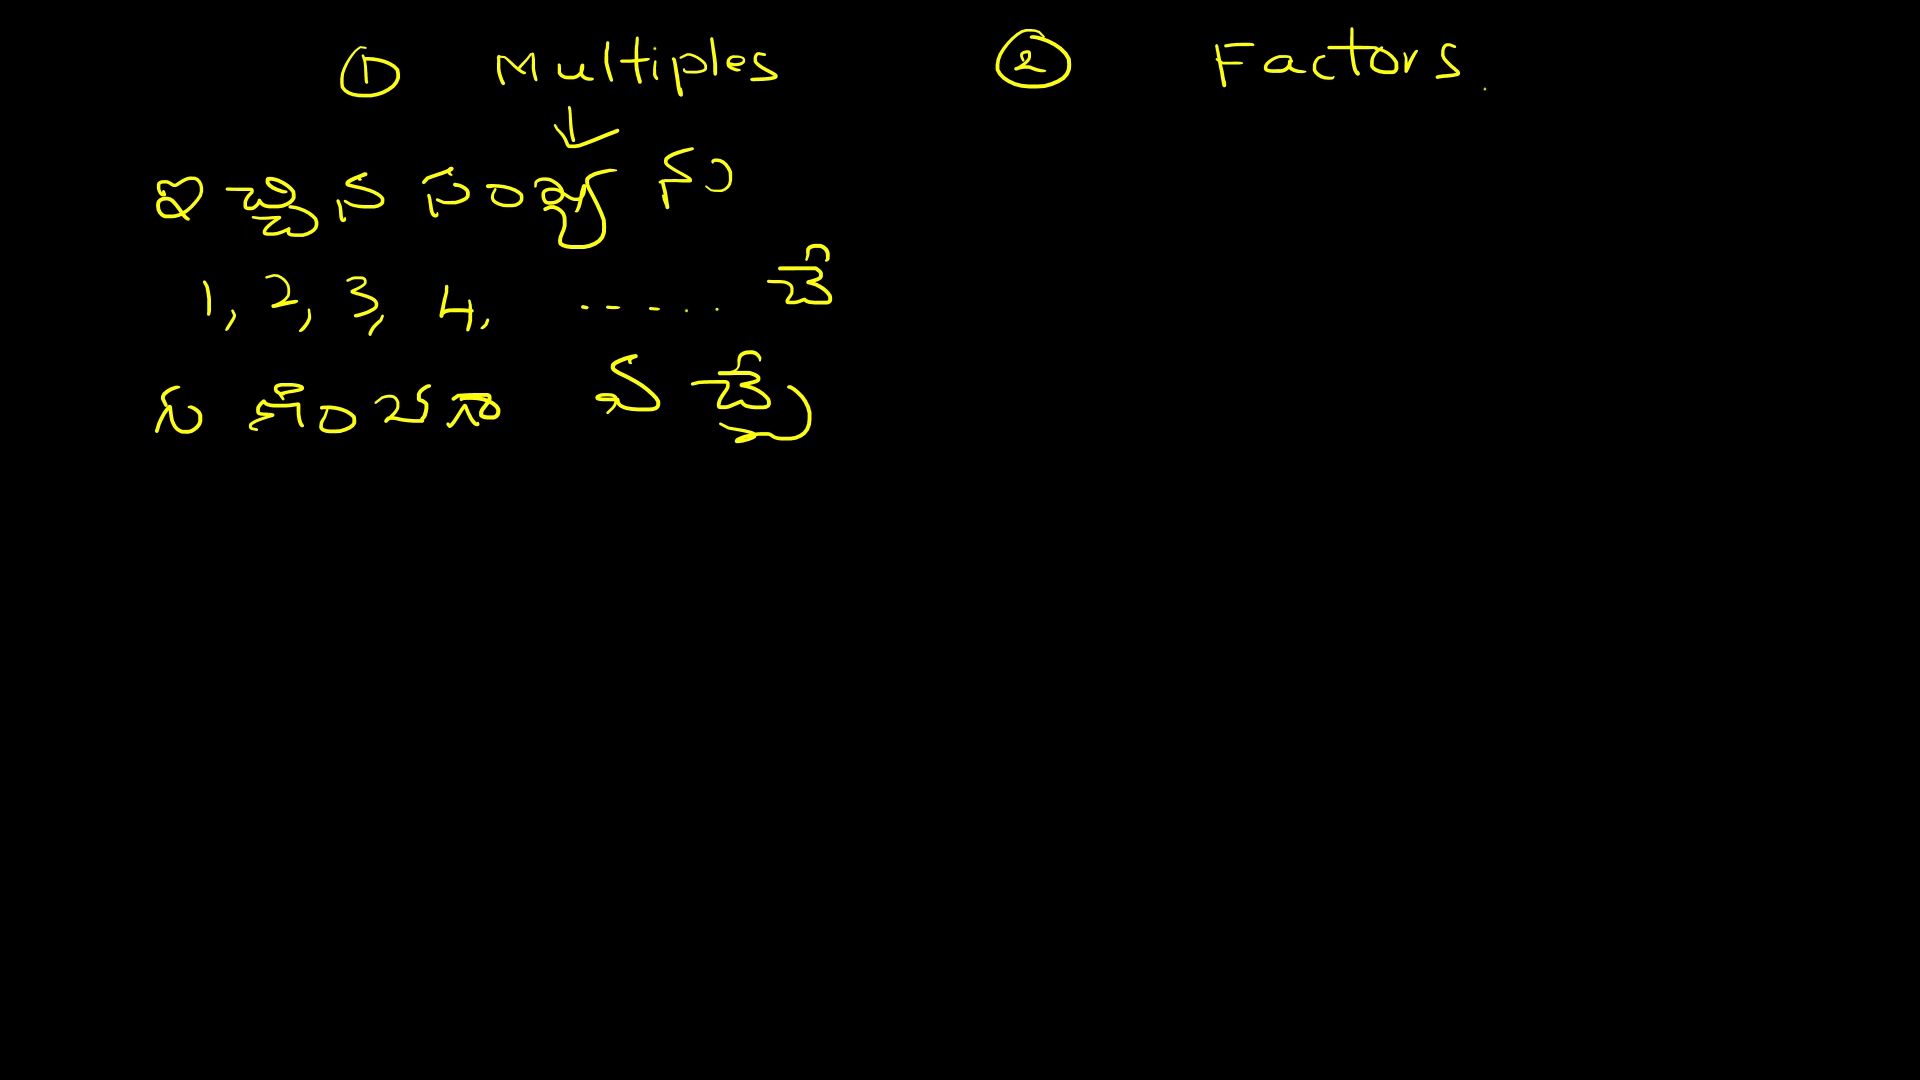 ① Multiples ② Factors.
ఇచ్చిన సంఖ్య ను
1, 2, 3, 4, ..... చే
గుణించగా వచ్చే